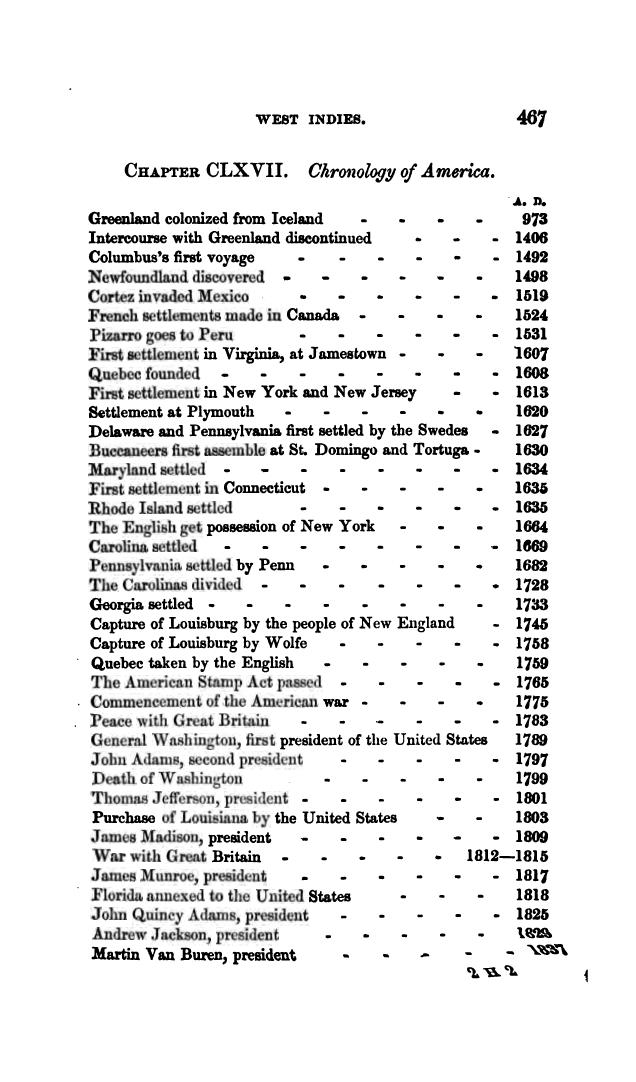 WEST INDIES. 467
CHAPTER CLXVII. Chronology of America.
A. D.
Greenland colonized from Iceland - - - - 973
Intercourse with Greenland discontinued - - - 1406
Columbus's first voyage - - - - - - 1492
Newfoundland discovered - - - - - - 1498
Cortez invaded Mexico - - - - - - 1519
French settlements made in Canada - - - - 1524
Pizarro goes to Peru - - - - - - 1531
First settlement in Virginia, at Jamestown - - - 1607
Quebec founded - - - - - - - - 1608
First settlement in New York and New Jersey - - 1613
Settlement at Plymouth - - - - - - 1620
Delaware and Pennsylvania first settled by the Swedes - 1627
Buccaneers first assemble at St. Domingo and Tortuga - 1630
Maryland settled - - - - - - - - 1634
First settlement in Connecticut - - - - - 1635
Rhode Island settled - - - - - - 1635
The English get possession of New York - - - 1664
Carolina settled - - - - - - - - 1669
Pennsylvania settled by Penn - - - - - 1682
The Carolinas divided - - - - - - - 1728
Georgia settled - - - - - - - - 1733
Capture of Louisburg by the people of New England - 1745
Capture of Louisburg by Wolfe - - - - - 1758
Quebec taken by the English - - - - - 1759
The American Stamp Act passed - - - - - 1765
Commencement of the American war - - - - 1775
Peace with Great Britain - - - - - - 1783
General Washington, first president of the United States 1789
John Adams, second president - - - - - 1797
Death of Washington - - - - - 1799
Thomas Jefferson, president - - - - - - 1801
Purchase of Louisiana by the United States - - 1803
James Madison, president - - - - - - 1809
War with Great Britain - - - - - 1812—1815
James Munroe, president - - - - - - 1817
Florida annexed to the United States - - - 1818
John Quincy Adams, president - - - - - 1825
Andrew Jackson, president - - - - - 1829
Martin Van Buren, president - - - - - 1837
2 H 2